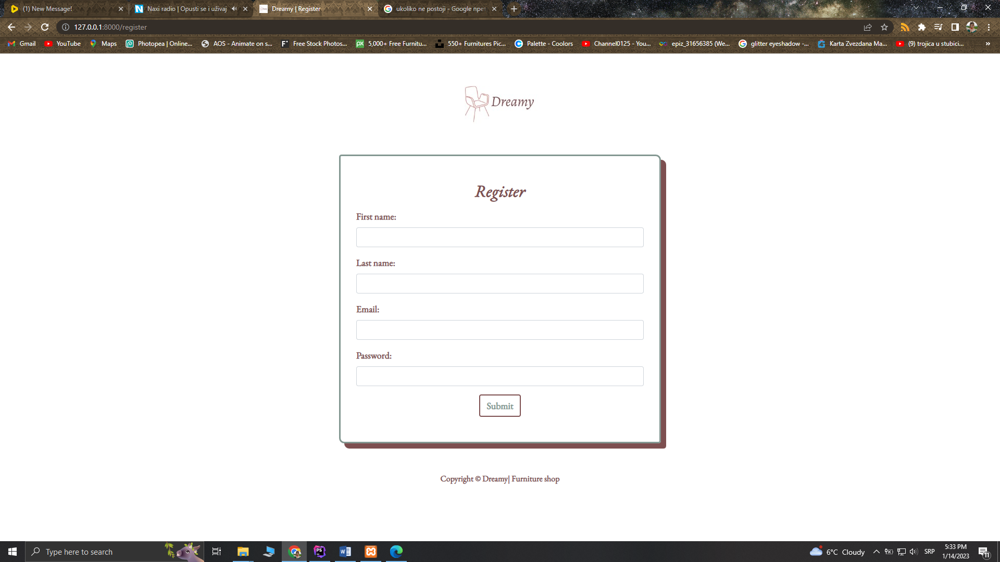 (1) New Message!
Naxi radio | Opusti se i uživaj
Dreamy | Register
ukoliko ne postoji - Google прет
127.0.0.1:8000/register
Gmail
YouTube
Maps
Photopea | Online...
AOS - Animate on s...
Free Stock Photos...
5,000+ Free Furnitu...
550+ Furnitures Pic...
Palette - Coolors
Channel0125 - You...
epiz_31656385 (We...
glitter eyeshadow -...
Karta Zvezdana Ma...
(9) trojica u stubici...
»
Dreamy
Register
First name:
Last name:
Email:
Password:
Submit
Copyright © Dreamy| Furniture shop
Type here to search
6°C Cloudy
SRP
5:33 PM
1/14/2023
11